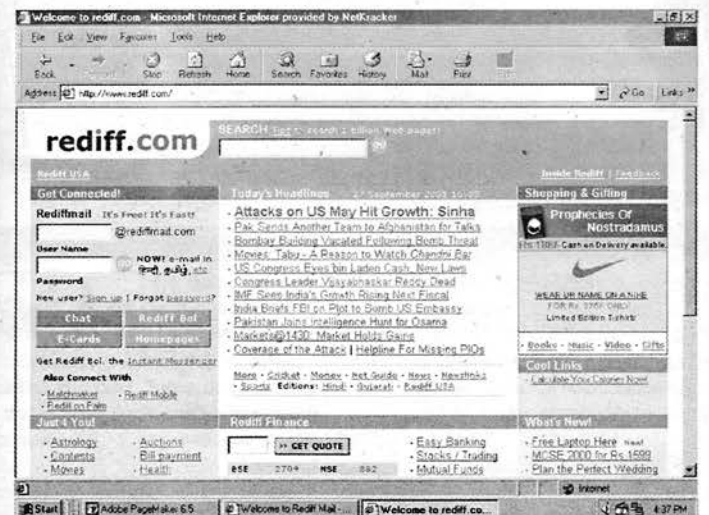 Welcome to rediff.com - Microsoft Internet Explorer provided by NetKracker
File Edit View Favorites Tools Help
Back Stop Refresh Home Search Favorites History Mail Print
Address http://www.rediff.com/ Go Links »
rediff.com
SEARCH
Rediff USA
Inside Rediff | Feedback
Get Connected!
Rediffmail It's Free! It's Fast!
@rediffmail.com
User Name
NOW! e-mail in
हिन्दी, தமிழ், etc
Password
New user? Sign up | Forgot password?
Chat Rediff Bol
E-Cards Homepages
Get Rediff Bol, the Instant Messenger
Also Connect With
- Matchmaker - Rediff Mobile
- Rediff on Palm
Just 4 You!
- Astrology - Auctions
- Contests - Bill payment
- Movies - Health
Today's Headlines 27 September 2001
- Attacks on US May Hit Growth: Sinha
- Pak Sends Another Team to Afghanistan for Talks
- Bombay Building Vacated Following Bomb Threat
- Movies: Tabu - A Reason to Watch Chandni Bar
- US Congress Eyes bin Laden Cash, New Laws
- Congress Leader Vijaybhaskar Reddy Dead
- IMF Sees India's Growth Rising Next Fiscal
- India Briefs FBI on Plot to Bomb US Embassy
- Pakistan Joins Intelligence Hunt for Osama
- Markets@1430: Market Holds Gains
- Coverage of the Attack | Helpline For Missing PIOs
More - Cricket - Money - Net Guide - News - Newslinks
- Sports Editions: Hindi - Gujarati - Rediff USA
Rediff Finance
» GET QUOTE
BSE 2704 NSE 882
- Easy Banking
- Stocks / Trading
- Mutual Funds
Shopping & Gifting
Prophecies Of
Nostradamus
Cash on Delivery available.
WEAR UR NAME ON A NIKE
Limited Edition T-shirts
- Books - Music - Video - Gifts
Cool Links
- Calculate Your Calories Now!
What's New!
- Free Laptop Here New!
- MCSE 2000 for Rs 1599
- Plan the Perfect Wedding
Internet
Start Adobe PageMaker 6.5 Welcome to Rediff Mail -... Welcome to rediff.co... 4:37 PM